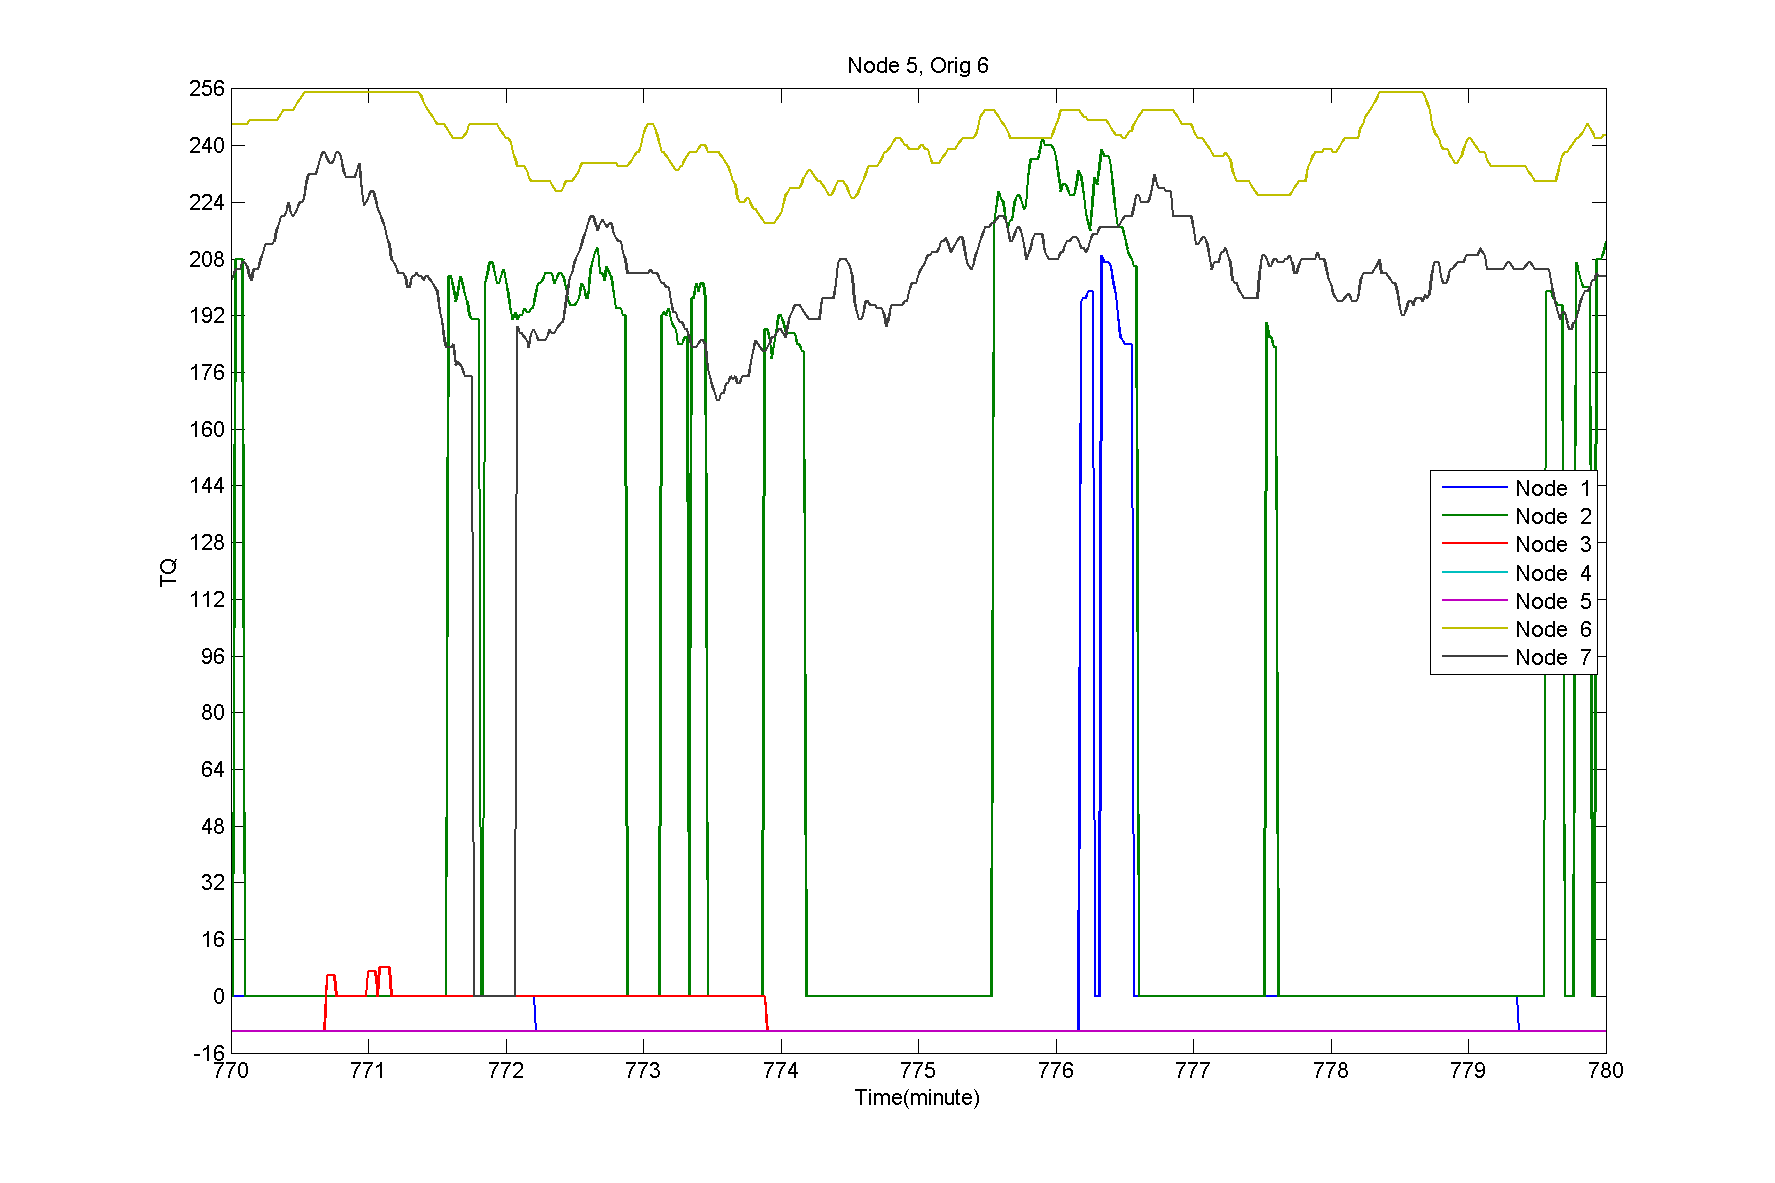 Node 5, Orig 6
256
240
224
208
192
176
160
144
128
112
96
80
64
48
32
16
0
-16
TQ
Node 1
Node 2
Node 3
Node 4
Node 5
Node 6
Node 7
770 771 772 773 774 775 776 777 778 779 780
Time(minute)